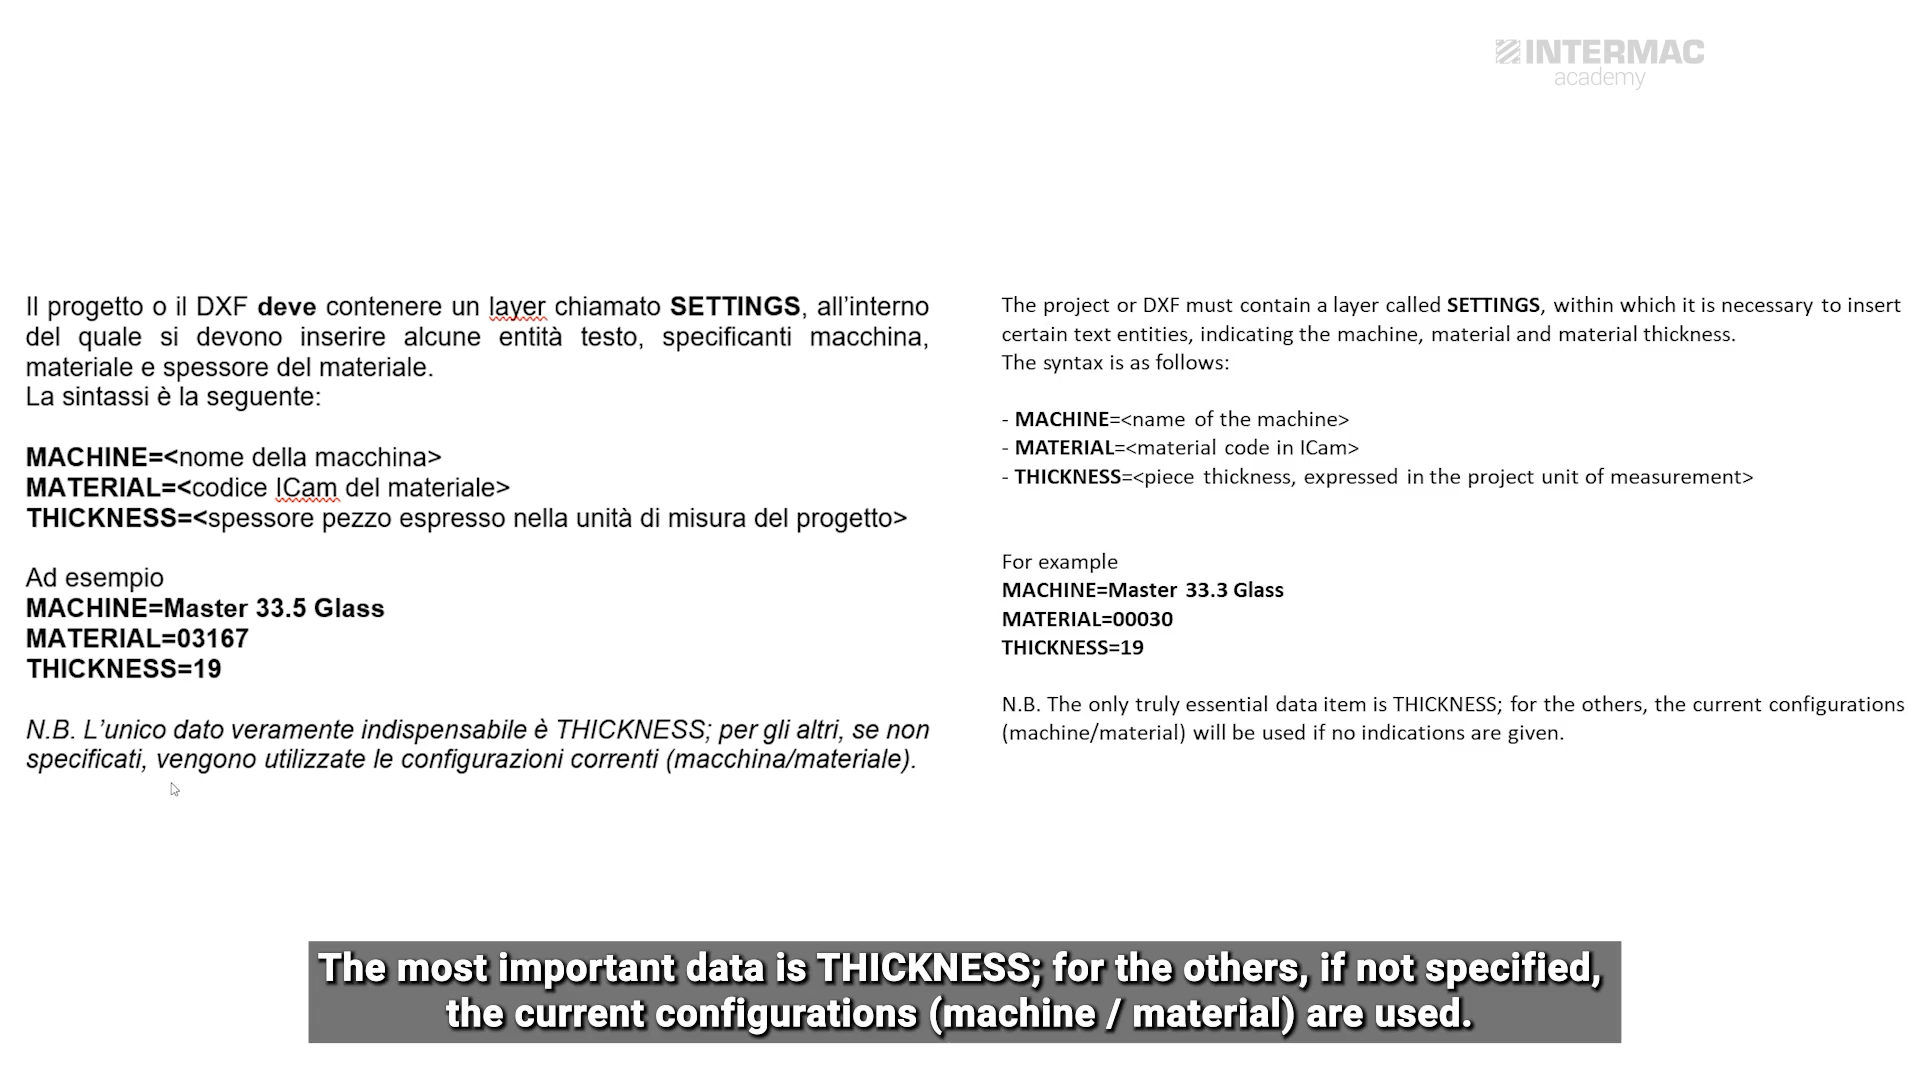 INTERMAC
academy
Il progetto o il DXF deve contenere un layer chiamato SETTINGS, all’interno
del quale si devono inserire alcune entità testo, specificanti macchina,
materiale e spessore del materiale.
La sintassi è la seguente:
MACHINE=<nome della macchina>
MATERIAL=<codice ICam del materiale>
THICKNESS=<spessore pezzo espresso nella unità di misura del progetto>
Ad esempio
MACHINE=Master 33.5 Glass
MATERIAL=03167
THICKNESS=19
N.B. L’unico dato veramente indispensabile è THICKNESS; per gli altri, se non
specificati, vengono utilizzate le configurazioni correnti (macchina/materiale).
The project or DXF must contain a layer called SETTINGS, within which it is necessary to insert
certain text entities, indicating the machine, material and material thickness.
The syntax is as follows:
- MACHINE=<name of the machine>
- MATERIAL=<material code in ICam>
- THICKNESS=<piece thickness, expressed in the project unit of measurement>
For example
MACHINE=Master 33.3 Glass
MATERIAL=00030
THICKNESS=19
N.B. The only truly essential data item is THICKNESS; for the others, the current configurations
(machine/material) will be used if no indications are given.
The most important data is THICKNESS; for the others, if not specified,
the current configurations (machine / material) are used.